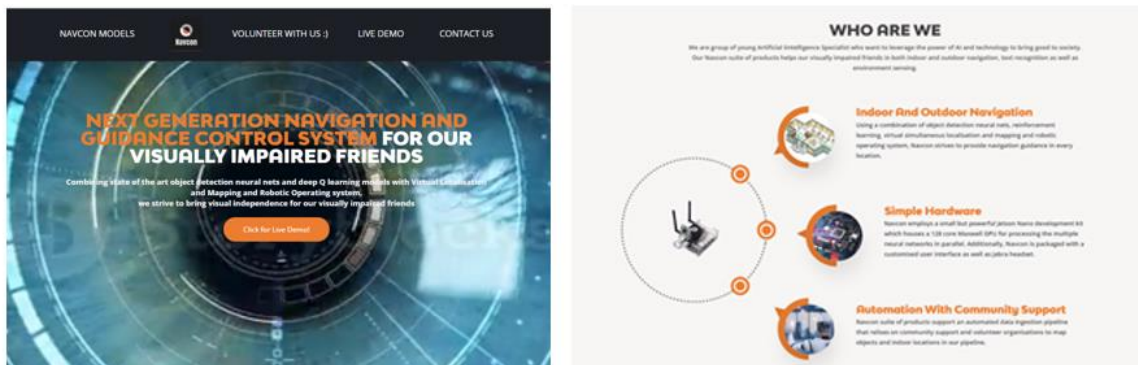 NAVCON MODELS
Navcon
VOLUNTEER WITH US :)
LIVE DEMO
CONTACT US
NEXT GENERATION NAVIGATION AND
GUIDANCE CONTROL SYSTEM FOR OUR
VISUALLY IMPAIRED FRIENDS
Combining state of the art object detection neural nets and deep Q learning models with Virtual Localisation
and Mapping and Robotic Operating system,
we strive to bring visual independence for our visually impaired friends
Click for Live Demo!
WHO ARE WE
We are group of young Artificial Intelligence Specialist who want to leverage the power of AI and technology to bring good to society.
Our Navcon suite of products helps our visually impaired friends in both indoor and outdoor navigation, text recognition as well as
environment sensing.
Indoor And Outdoor Navigation
Using a combination of object detection neural nets, reinforcement
learning, virtual simultaneous localisation and mapping and robotic
operating system, Navcon strives to provide navigation guidance in every
location.
Simple Hardware
Navcon employs a small but powerful Jetson Nano development kit
which houses a 128 core Maxwell GPU for processing the multiple
neural networks in parallel. Additionally, Navcon is packaged with a
customised user interface as well as Jabra headset.
Automation With Community Support
Navcon suite of products support an automated data ingestion pipeline
that relises on community support and volunteer organisations to map
objects and indoor locations in our pipeline.